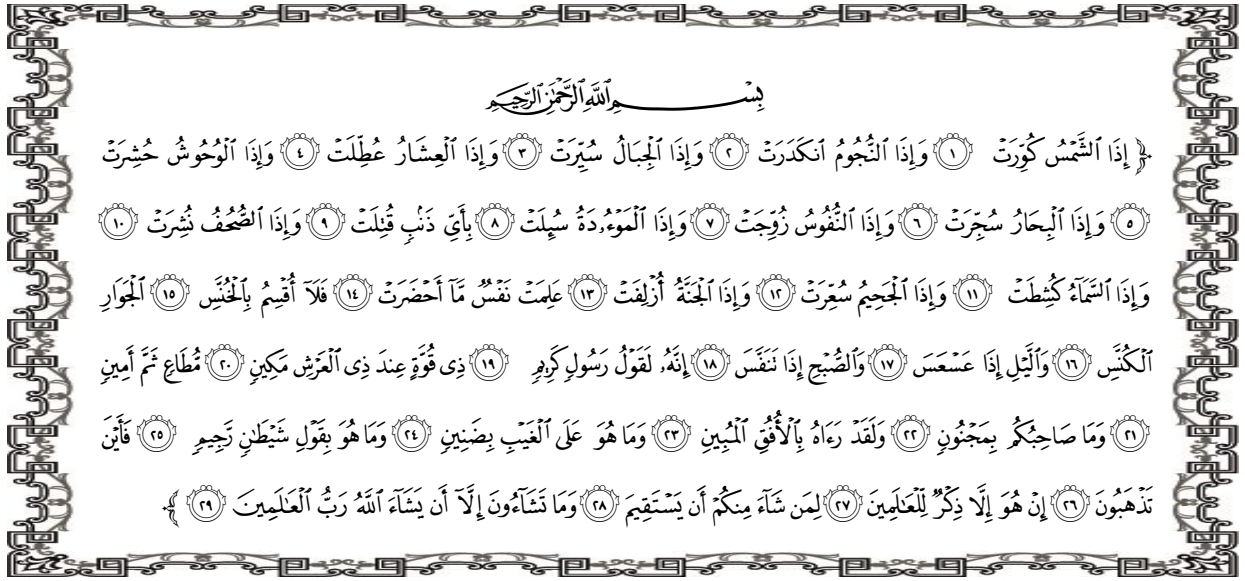 بِسْمِ ٱللَّهِ ٱلرَّحْمَٰنِ ٱلرَّحِيمِ
﴿ إِذَا ٱلشَّمْسُ كُوِّرَتْ ١ وَإِذَا ٱلنُّجُومُ ٱنكَدَرَتْ ٢ وَإِذَا ٱلْجِبَالُ سُيِّرَتْ ٣ وَإِذَا ٱلْعِشَارُ عُطِّلَتْ ٤ وَإِذَا ٱلْوُحُوشُ حُشِرَتْ
٥ وَإِذَا ٱلْبِحَارُ سُجِّرَتْ ٦ وَإِذَا ٱلنُّفُوسُ زُوِّجَتْ ٧ وَإِذَا ٱلْمَوْءُۥدَةُ سُئِلَتْ ٨ بِأَىِّ ذَنۢبٍ قُتِلَتْ ٩ وَإِذَا ٱلصُّحُفُ نُشِرَتْ ١٠
وَإِذَا ٱلسَّمَآءُ كُشِطَتْ ١١ وَإِذَا ٱلْجَحِيمُ سُعِّرَتْ ١٢ وَإِذَا ٱلْجَنَّةُ أُزْلِفَتْ ١٣ عَلِمَتْ نَفْسٌ مَّآ أَحْضَرَتْ ١٤ فَلَآ أُقْسِمُ بِٱلْخُنَّسِ ١٥ ٱلْجَوَارِ
ٱلْكُنَّسِ ١٦ وَٱلَّيْلِ إِذَا عَسْعَسَ ١٧ وَٱلصُّبْحِ إِذَا تَنَفَّسَ ١٨ إِنَّهُۥ لَقَوْلُ رَسُولٍ كَرِيمٍ ١٩ ذِى قُوَّةٍ عِندَ ذِى ٱلْعَرْشِ مَكِينٍ ٢٠ مُّطَاعٍ ثَمَّ أَمِينٍ
٢١ وَمَا صَاحِبُكُم بِمَجْنُونٍ ٢٢ وَلَقَدْ رَءَاهُ بِٱلْأُفُقِ ٱلْمُبِينِ ٢٣ وَمَا هُوَ عَلَى ٱلْغَيْبِ بِضَنِينٍ ٢٤ وَمَا هُوَ بِقَوْلِ شَيْطَٰنٍ رَّجِيمٍ ٢٥ فَأَيْنَ
تَذْهَبُونَ ٢٦ إِنْ هُوَ إِلَّا ذِكْرٌ لِّلْعَٰلَمِينَ ٢٧ لِمَن شَآءَ مِنكُمْ أَن يَسْتَقِيمَ ٢٨ وَمَا تَشَآءُونَ إِلَّآ أَن يَشَآءَ ٱللَّهُ رَبُّ ٱلْعَٰلَمِينَ ٢٩ ﴾